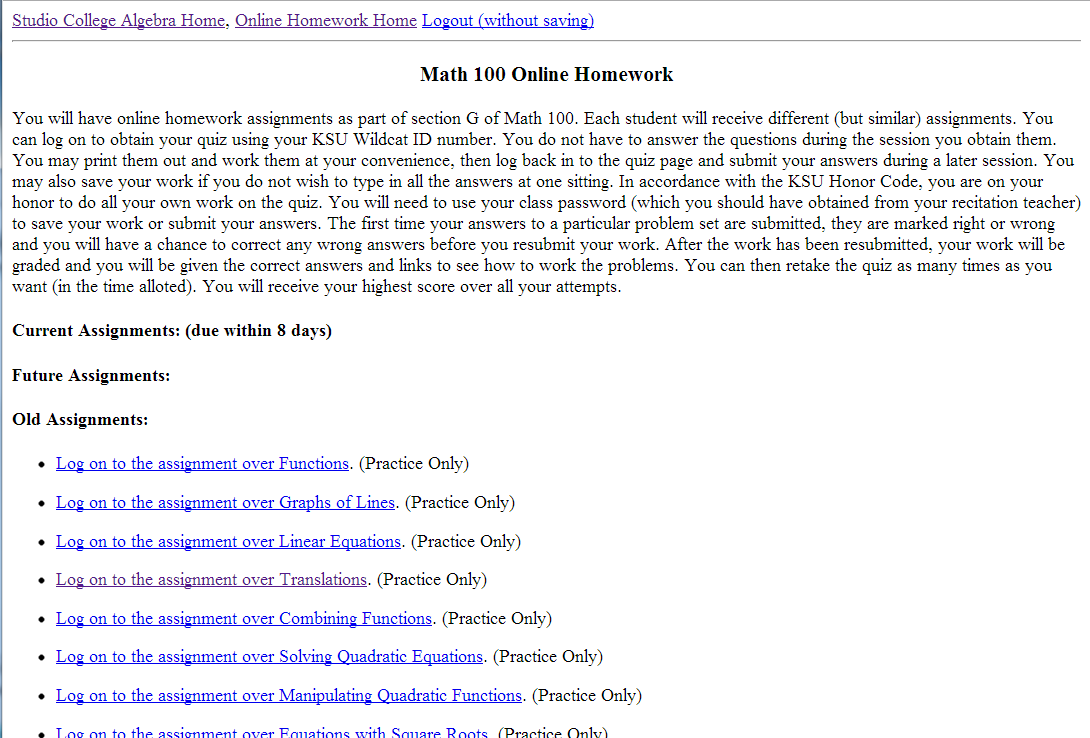 Studio College Algebra Home, Online Homework Home Logout (without saving)
Math 100 Online Homework
You will have online homework assignments as part of section G of Math 100. Each student will receive different (but similar) assignments. You
can log on to obtain your quiz using your KSU Wildcat ID number. You do not have to answer the questions during the session you obtain them.
You may print them out and work them at your convenience, then log back in to the quiz page and submit your answers during a later session. You
may also save your work if you do not wish to type in all the answers at one sitting. In accordance with the KSU Honor Code, you are on your
honor to do all your own work on the quiz. You will need to use your class password (which you should have obtained from your recitation teacher)
to save your work or submit your answers. The first time your answers to a particular problem set are submitted, they are marked right or wrong
and you will have a chance to correct any wrong answers before you resubmit your work. After the work has been resubmitted, your work will be
graded and you will be given the correct answers and links to see how to work the problems. You can then retake the quiz as many times as you
want (in the time alloted). You will receive your highest score over all your attempts.
Current Assignments: (due within 8 days)
Future Assignments:
Old Assignments:
• Log on to the assignment over Functions. (Practice Only)
• Log on to the assignment over Graphs of Lines. (Practice Only)
• Log on to the assignment over Linear Equations. (Practice Only)
• Log on to the assignment over Translations. (Practice Only)
• Log on to the assignment over Combining Functions. (Practice Only)
• Log on to the assignment over Solving Quadratic Equations. (Practice Only)
• Log on to the assignment over Manipulating Quadratic Functions. (Practice Only)
• Log on to the assignment over Equations with Square Roots. (Practice Only)